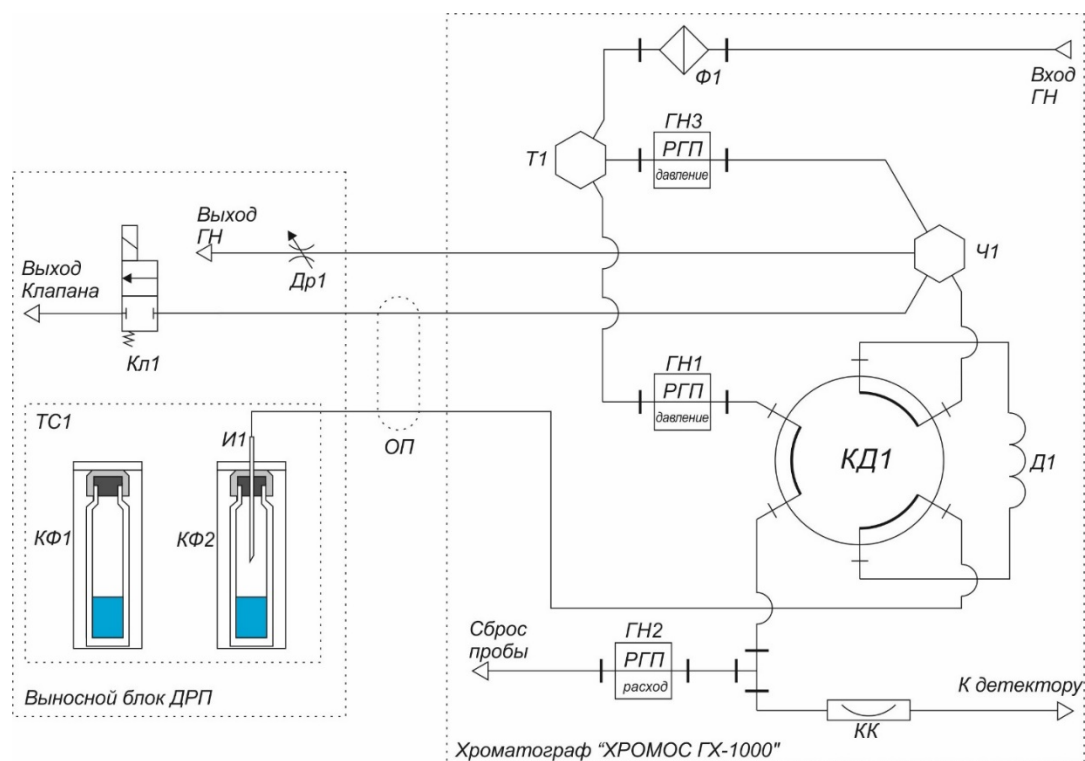 Ф1
Вход
ГН
ГН3
РГП
давление
Т1
Выход
ГН
Ч1
Выход
Клапана
Др1
Кл1
ГН1
РГП
давление
ТС1
И1
ОП
КД1
Д1
КФ1
КФ2
Сброс
пробы
ГН2
РГП
расход
К детектору
КК
Выносной блок ДРП
Хроматограф "ХРОМОС ГХ-1000"